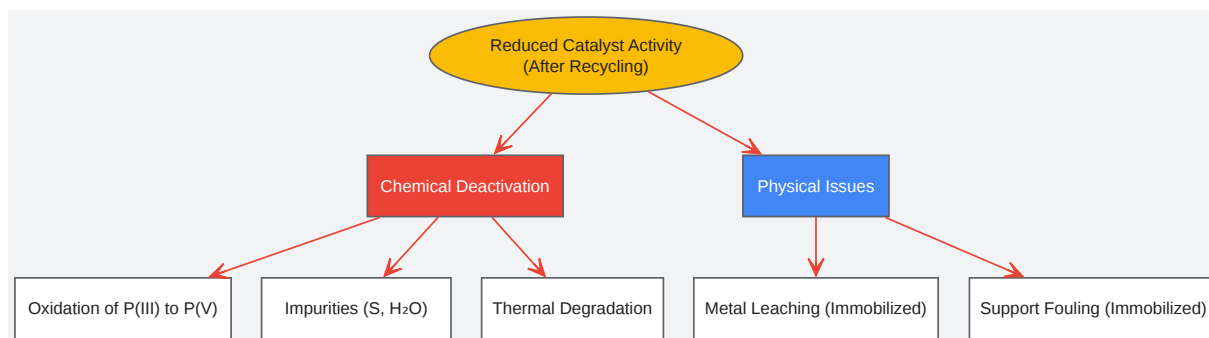 Reduced Catalyst Activity
(After Recycling)
Chemical Deactivation
Physical Issues
Oxidation of P(III) to P(V)
Impurities (S, H₂O)
Thermal Degradation
Metal Leaching (Immobilized)
Support Fouling (Immobilized)